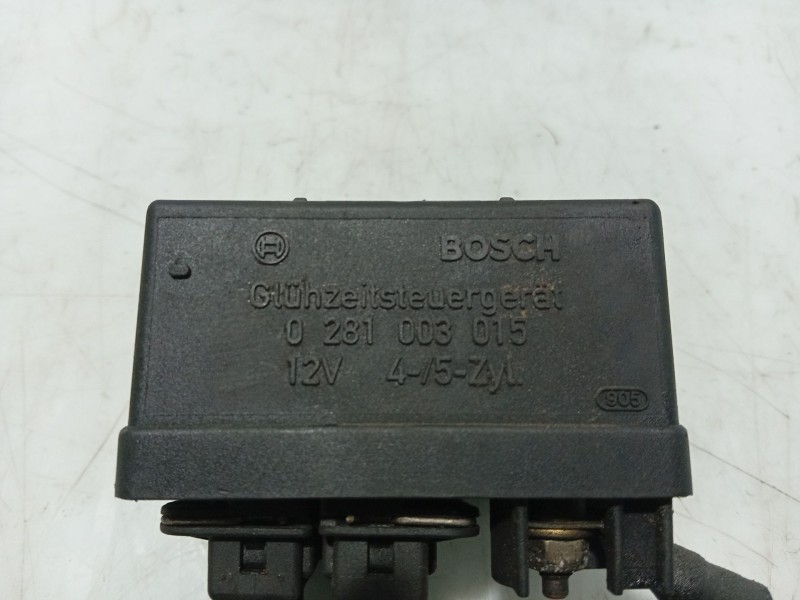 BOSCH
Glühzeitsteuergerät
0 281 003 015
12V 4-/5-Zyl.
905